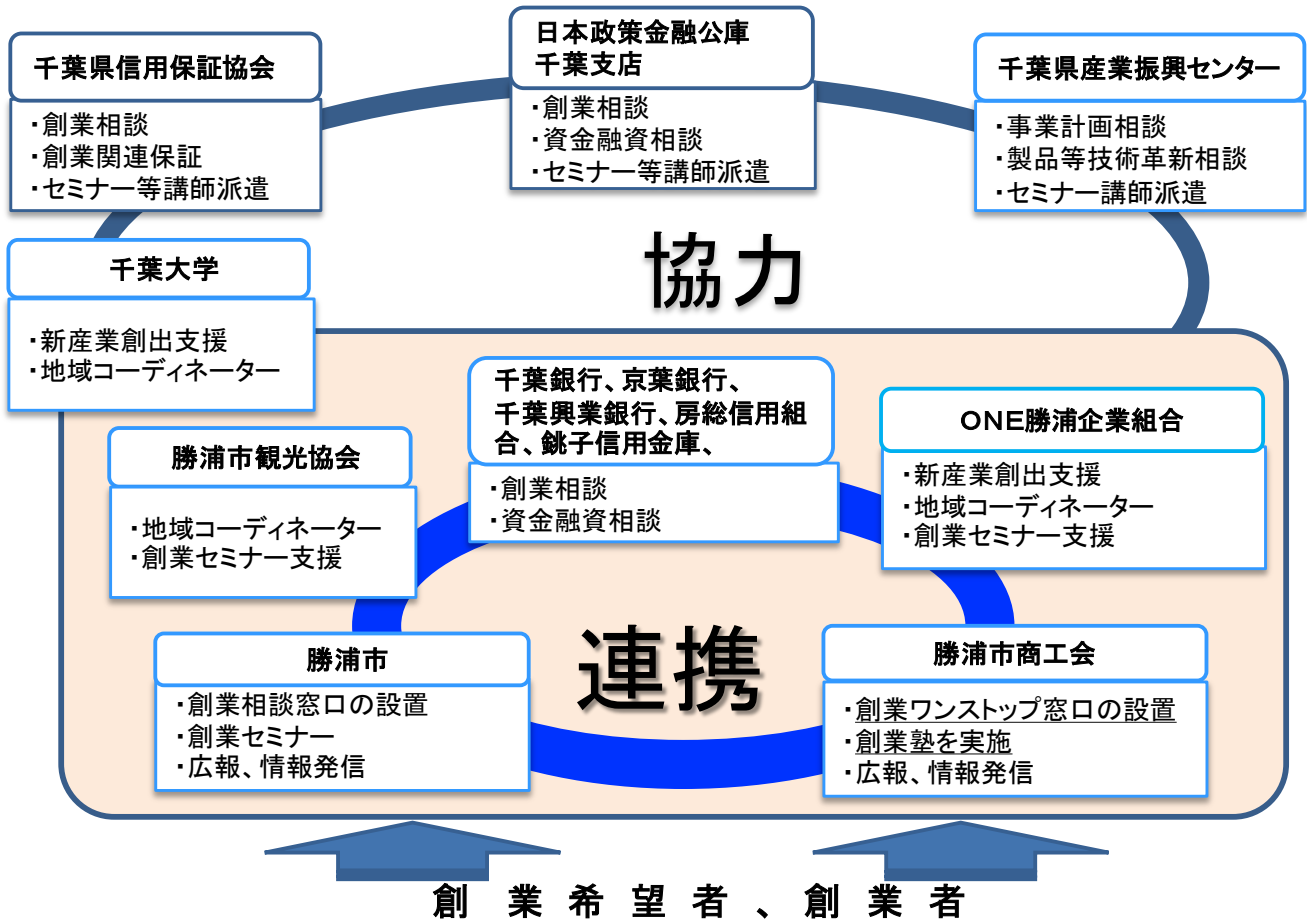 千葉県信用保証協会
・創業相談
・創業関連保証
・セミナー等講師派遣
日本政策金融公庫
千葉支店
・創業相談
・資金融資相談
・セミナー等講師派遣
千葉県産業振興センター
・事業計画相談
・製品等技術革新相談
・セミナー講師派遣
千葉大学
・新産業創出支援
・地域コーディネーター
協力
千葉銀行、京葉銀行、
千葉興業銀行、房総信用組
合、銚子信用金庫、
・創業相談
・資金融資相談
ONE勝浦企業組合
・新産業創出支援
・地域コーディネーター
・創業セミナー支援
勝浦市観光協会
・地域コーディネーター
・創業セミナー支援
連携
勝浦市
・創業相談窓口の設置
・創業セミナー
・広報、情報発信
勝浦市商工会
・創業ワンストップ窓口の設置
・創業塾を実施
・広報、情報発信
創業希望者、創業者